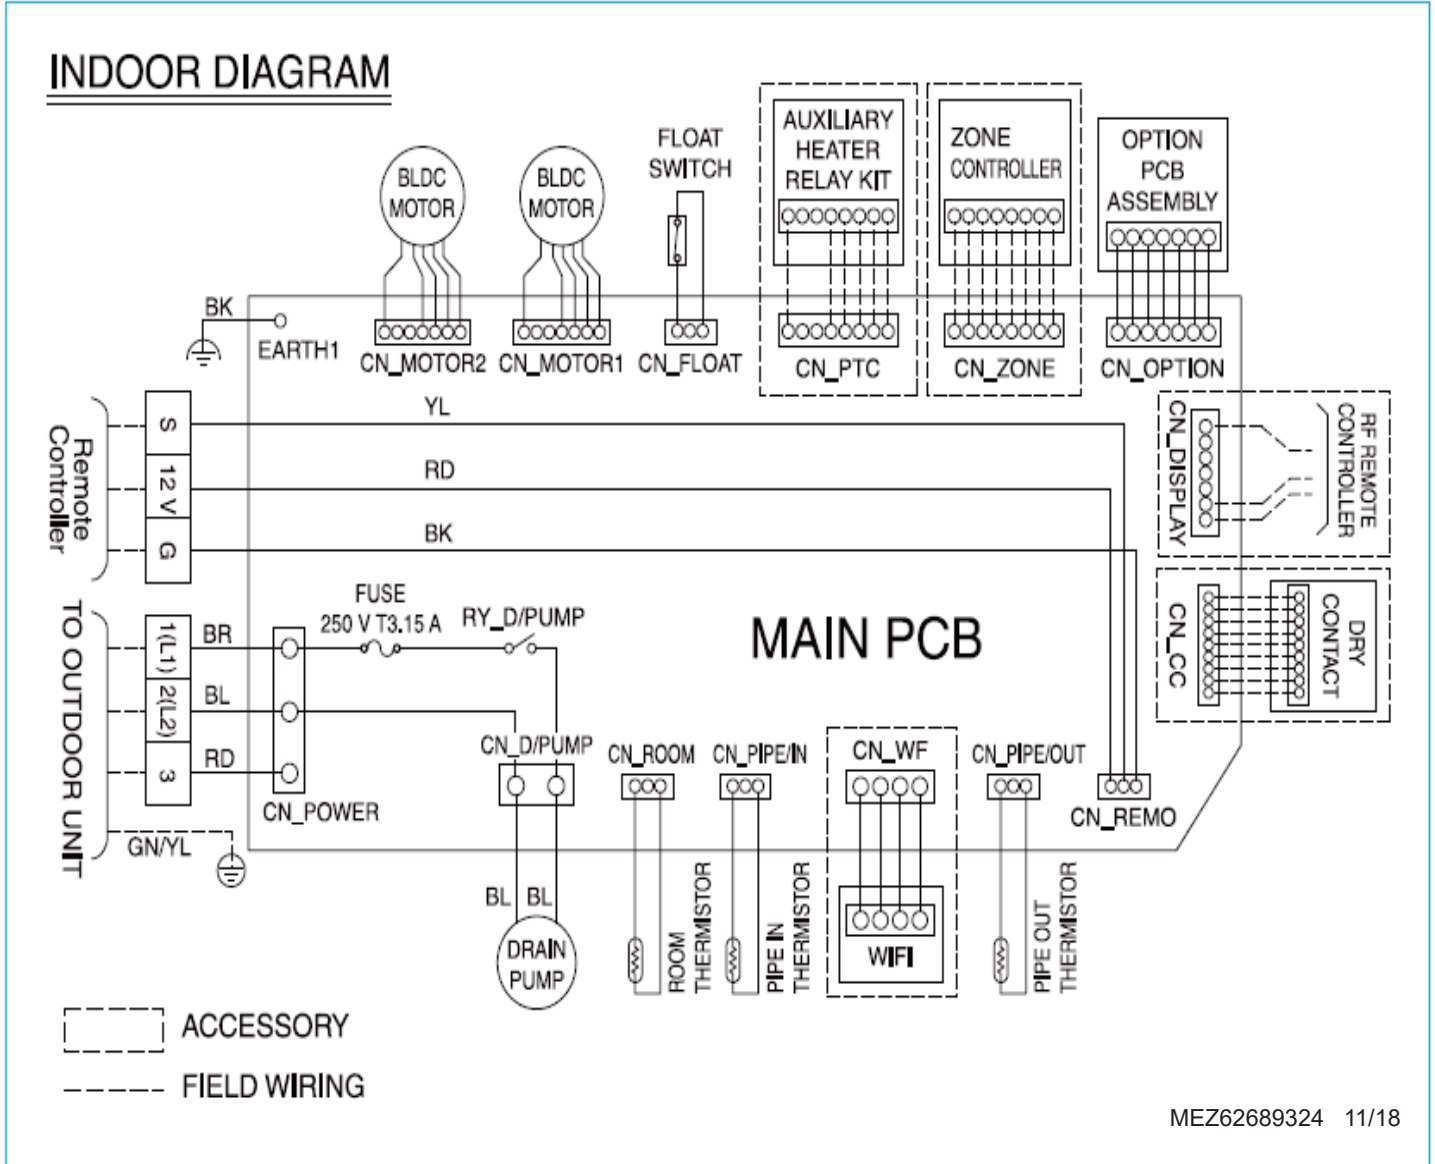 INDOOR DIAGRAM
BLDC
MOTOR
BLDC
MOTOR
FLOAT
SWITCH
AUXILIARY
HEATER
RELAY KIT
ZONE
CONTROLLER
OPTION
PCB
ASSEMBLY
BK
EARTH1
CN_MOTOR2
CN_MOTOR1
CN_FLOAT
CN_PTC
CN_ZONE
CN_OPTION
Remote
Controller
S
12 V
G
YL
RD
BK
CN_DISPLAY
RF REMOTE
CONTROLLER
CN_CC
DRY
CONTACT
MAIN PCB
TO OUTDOOR UNIT
1(L1)
2(L2)
3
BR
BL
RD
GN/YL
FUSE
250 V T3.15 A
RY_D/PUMP
CN_POWER
CN_D/PUMP
CN_ROOM
CN_PIPE/IN
CN_WF
CN_PIPE/OUT
CN_REMO
BL
BL
DRAIN
PUMP
ROOM
THERMISTOR
PIPE IN
THERMISTOR
WIFI
PIPE OUT
THERMISTOR
ACCESSORY
FIELD WIRING
MEZ62689324 11/18